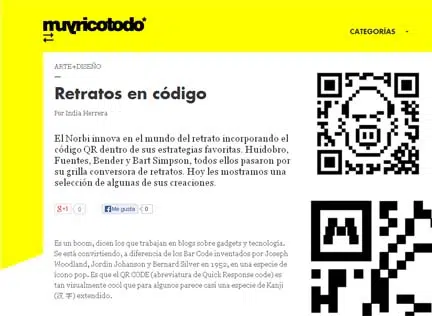 muyricotodo*
CATEGORÍAS
ARTE+DISEÑO
Retratos en código
Por India Herrera
El Norbi innova en el mundo del retrato incorporando el
código QR dentro de sus estrategias favoritas. Huidobro,
Fuentes, Bender y Bart Simpson, todos ellos pasaron por
su grilla conversora de retratos. Hoy les mostramos una
selección de algunas de sus creaciones.
g+1 0 Me gusta 0
Es un boom, dicen los que trabajan en blogs sobre gadgets y tecnología.
Se está convirtiendo, a diferencia de los Bar Code inventados por Joseph
Woodland, Jordin Johanson y Bernard Silver en 1952, en una especie de
ícono pop. Es que el QR CODE (abreviatura de Quick Response code) es
tan visualmente cool que para algunos parece casi una especie de Kanji
(漢字) extendido.